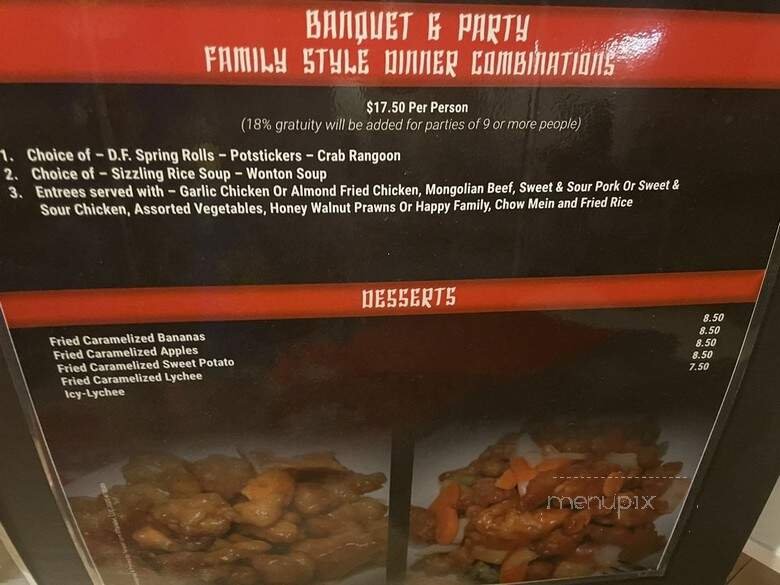 BANQUET & PARTY
FAMILY STYLE DINNER COMBINATIONS
$17.50 Per Person
(18% gratuity will be added for parties of 9 or more people)
1. Choice of – D.F. Spring Rolls – Potstickers – Crab Rangoon
2. Choice of – Sizzling Rice Soup – Wonton Soup
3. Entrees served with – Garlic Chicken Or Almond Fried Chicken, Mongolian Beef, Sweet & Sour Pork Or Sweet &
Sour Chicken, Assorted Vegetables, Honey Walnut Prawns Or Happy Family, Chow Mein and Fried Rice
DESSERTS
Fried Caramelized Bananas 8.50
Fried Caramelized Apples 8.50
Fried Caramelized Sweet Potato 8.50
Fried Caramelized Lychee 8.50
Icy-Lychee 7.50
menupix